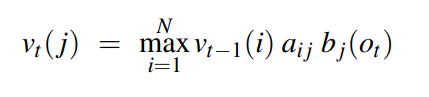 v_t(j) = \max_{i=1}^{N} v_{t-1}(i) a_{ij} b_j(o_t)